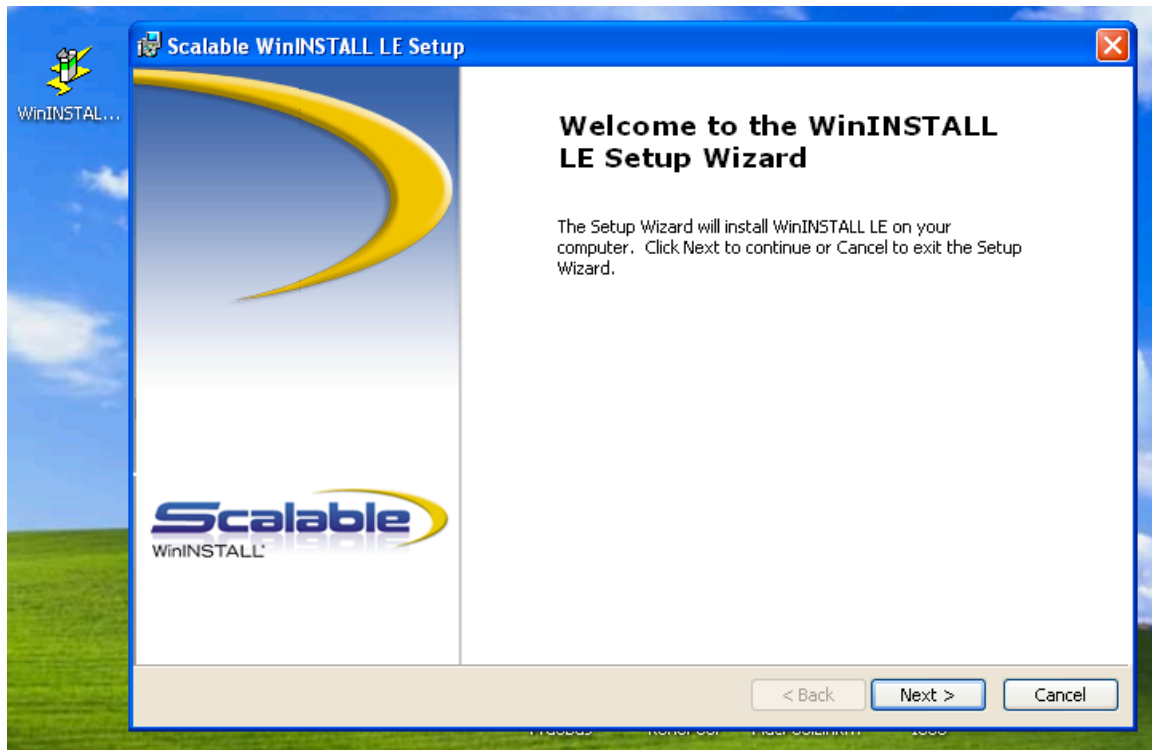 Scalable WinINSTALL LE Setup
WinINSTAL...
Welcome to the WinINSTALL
LE Setup Wizard
The Setup Wizard will install WinINSTALL LE on your
computer. Click Next to continue or Cancel to exit the Setup
Wizard.
Scalable
WinINSTALL
< Back
Next >
Cancel